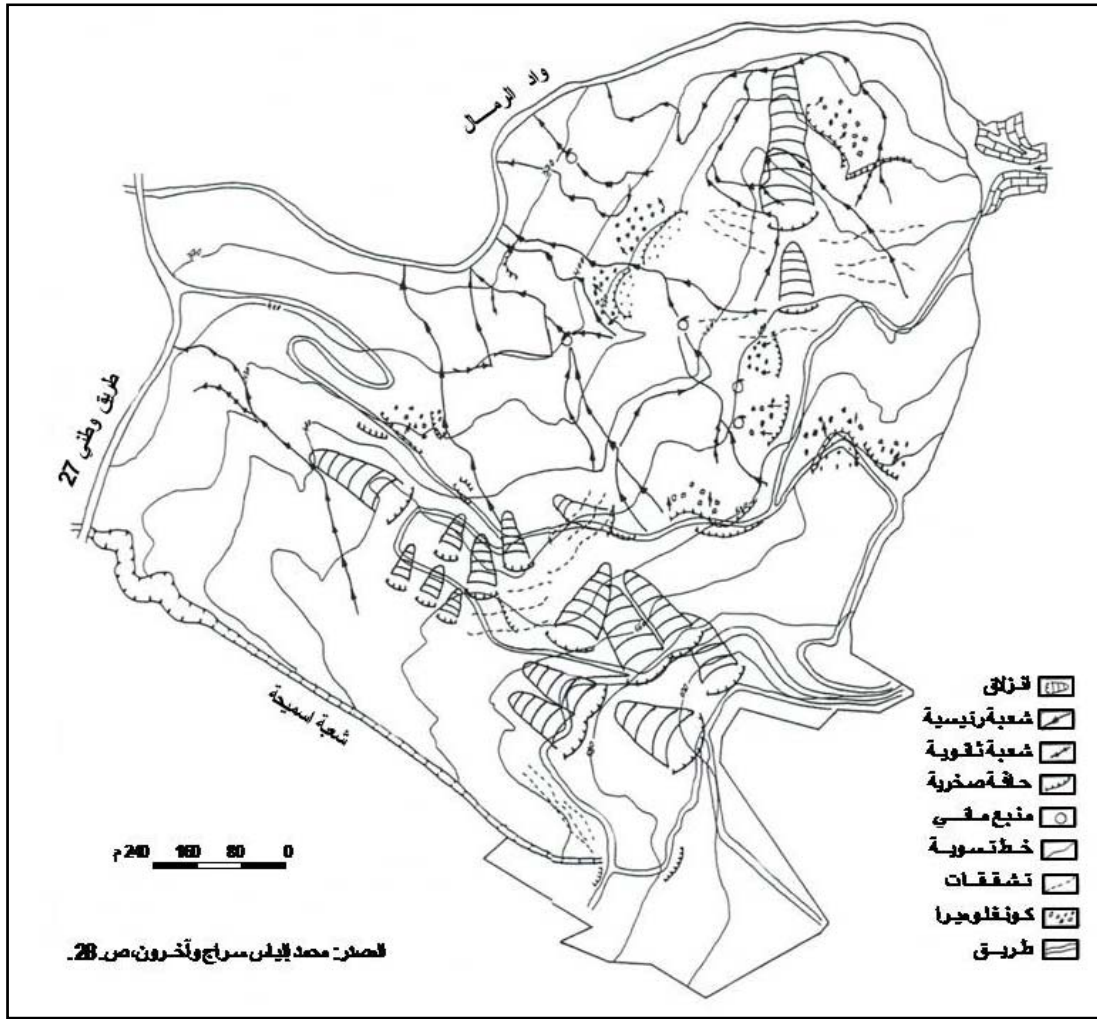 واد الرمال
طريق وطني 27
شعبة اسميحة
انزلاق
شعبة رئيسية
شعبة ثانوية
حافة صخرية
منبع مائي
خط تسوية
تشققات
كونقلوميرا
طريق
0 80 160 240 م
المصدر: محمد إلياس سراج وآخرون، ص. 28.